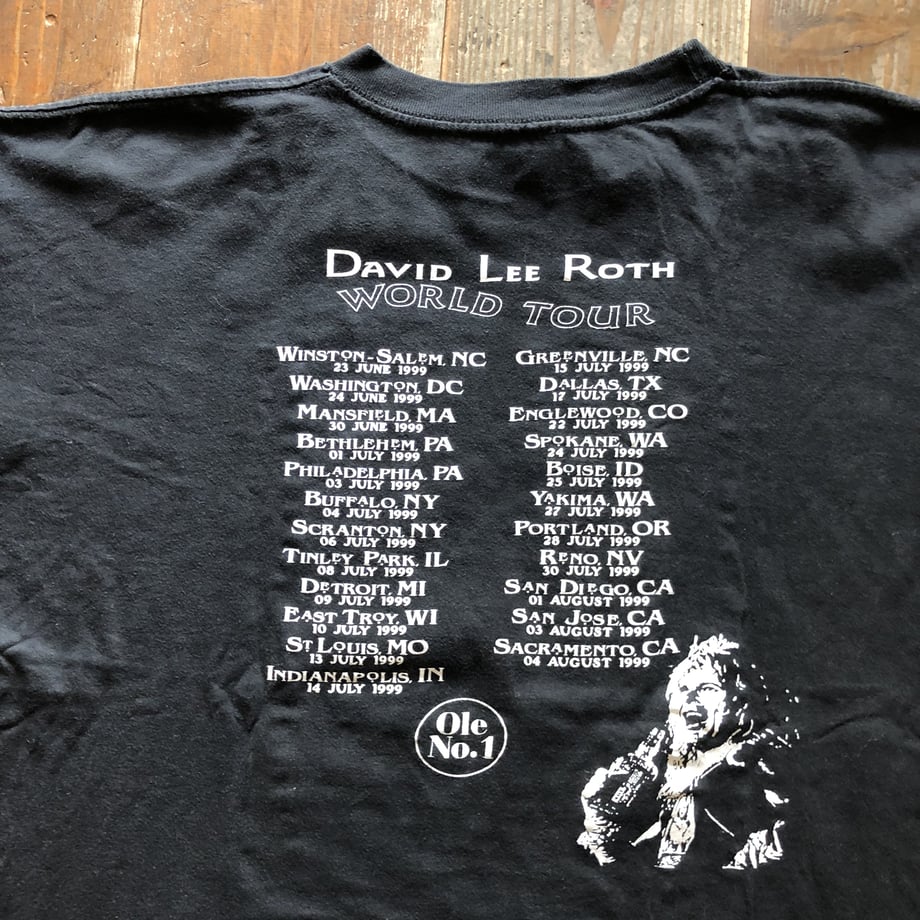 DAVID LEE ROTH
WORLD TOUR
WINSTON-SALEM, NC
23 JUNE 1999
WASHINGTON, DC
24 JUNE 1999
MANSFIELD, MA
30 JUNE 1999
BETHLEHEM, PA
01 JULY 1999
PHILADELPHIA, PA
03 JULY 1999
BUFFALO, NY
04 JULY 1999
SCRANTON, NY
06 JULY 1999
TINLEY PARK, IL
08 JULY 1999
DETROIT, MI
09 JULY 1999
EAST TROY, WI
10 JULY 1999
ST LOUIS, MO
13 JULY 1999
INDIANAPOLIS, IN
14 JULY 1999
GREENVILLE, NC
15 JULY 1999
DALLAS, TX
17 JULY 1999
ENGLEWOOD, CO
22 JULY 1999
SPOKANE, WA
24 JULY 1999
BOISE, ID
25 JULY 1999
YAKIMA, WA
27 JULY 1999
PORTLAND, OR
28 JULY 1999
RENO, NV
30 JULY 1999
SAN DIEGO, CA
01 AUGUST 1999
SAN JOSE, CA
03 AUGUST 1999
SACRAMENTO, CA
04 AUGUST 1999
Ole
No.1